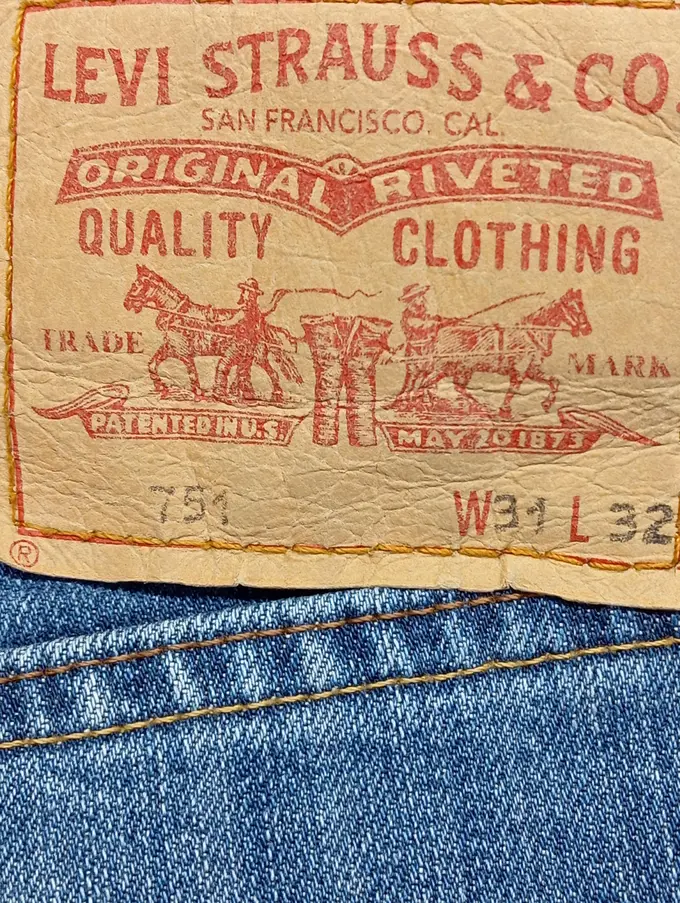 LEVI STRAUSS & CO.
SAN FRANCISCO. CAL.
ORIGINAL RIVETED
QUALITY CLOTHING
TRADE MARK
PATENTED IN U.S. MAY 20 1873
751 W31 L 32
®